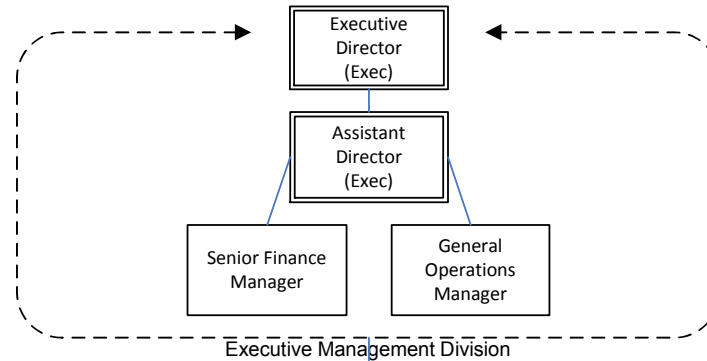 Executive
Director
(Exec)
Assistant
Director
(Exec)
Senior Finance
Manager
General
Operations
Manager
Executive Management Division